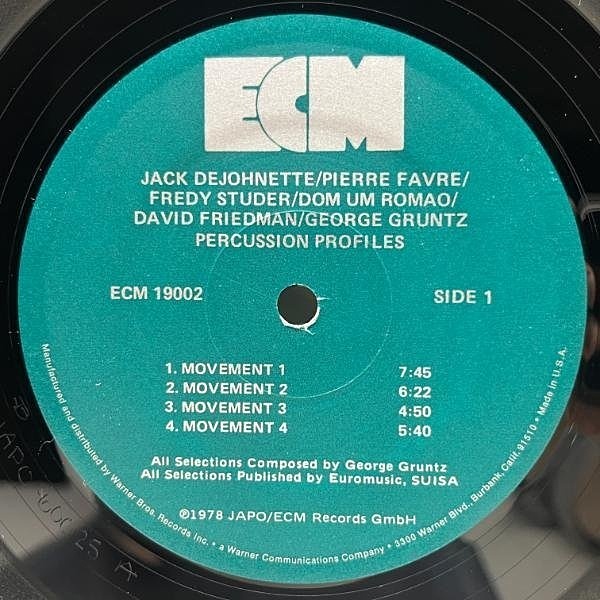 ECM
JACK DEJOHNETTE/PIERRE FAVRE/
FREDY STUDER/DOM UM ROMAO/
DAVID FRIEDMAN/GEORGE GRUNTZ
PERCUSSION PROFILES
ECM 19002
SIDE 1
1. MOVEMENT 1 7:45
2. MOVEMENT 2 6:22
3. MOVEMENT 3 4:50
4. MOVEMENT 4 5:40
All Selections Composed by George Gruntz
All Selections Published by Euromusic, SUISA
℗1978 JAPO/ECM Records GmbH
Manufactured and distributed by Warner Bros. Records Inc. • a Warner Communications Company • 3300 Warner Blvd., Burbank, Calif. 91510 • Made in U.S.A.